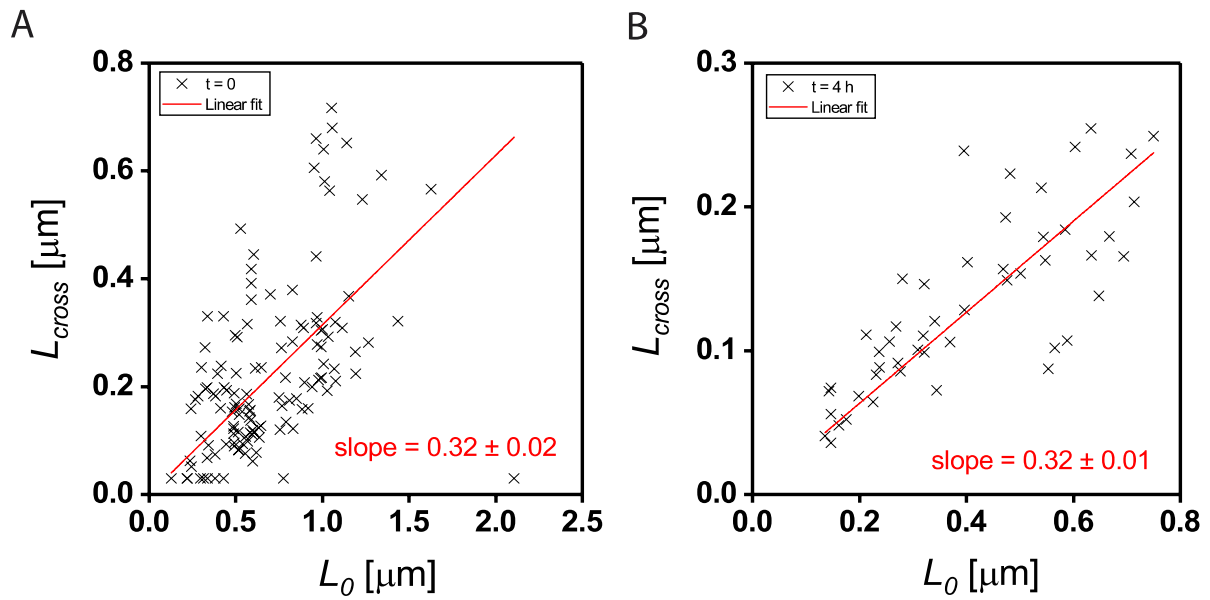 A
0.8
0.6
0.4
0.2
0.0
L_cross [μm]
× t = 0
Linear fit
slope = 0.32 ± 0.02
0.0 0.5 1.0 1.5 2.0 2.5
L_0 [μm]
B
0.3
0.2
0.1
0.0
L_cross [μm]
× t = 4 h
Linear fit
slope = 0.32 ± 0.01
0.0 0.2 0.4 0.6 0.8
L_0 [μm]